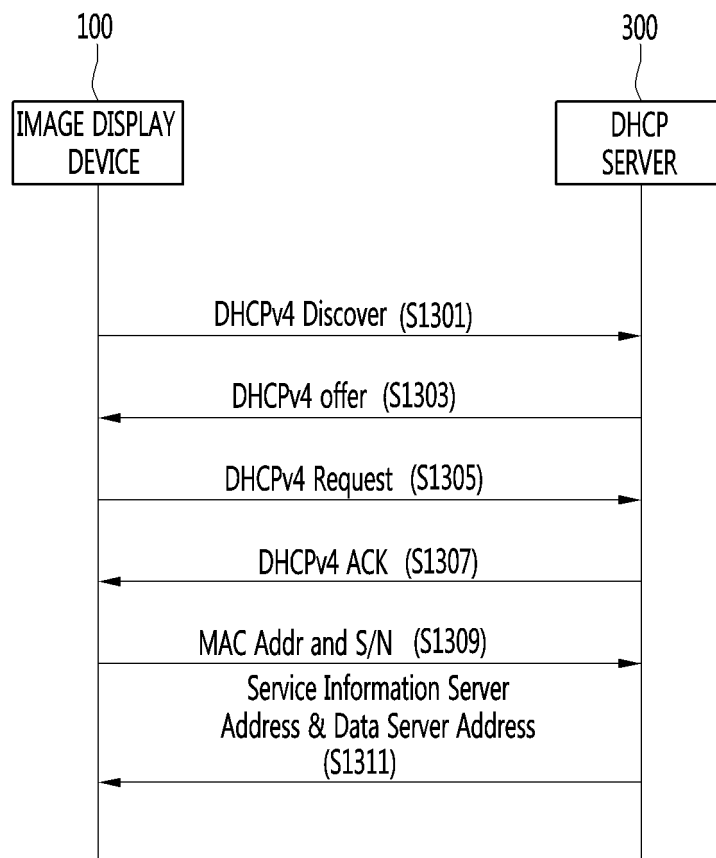 100
300
IMAGE DISPLAY
DEVICE
DHCP
SERVER
DHCPv4 Discover (S1301)
DHCPv4 offer (S1303)
DHCPv4 Request (S1305)
DHCPv4 ACK (S1307)
MAC Addr and S/N (S1309)
Service Information Server
Address & Data Server Address
(S1311)